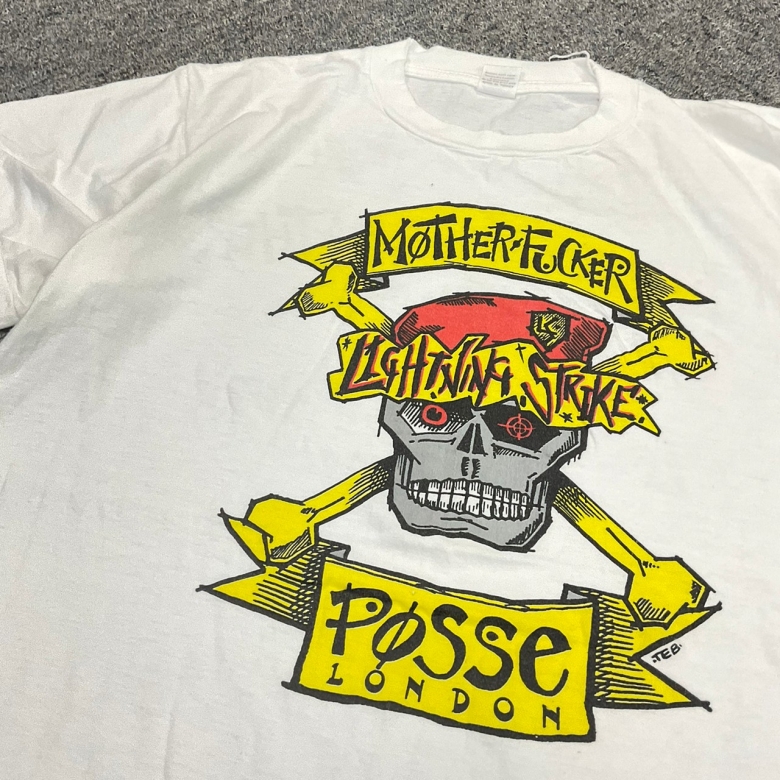 MØTHER-FUCKER
LIGHTNING STRIKE
PØSSE
LONDON
.TEB.